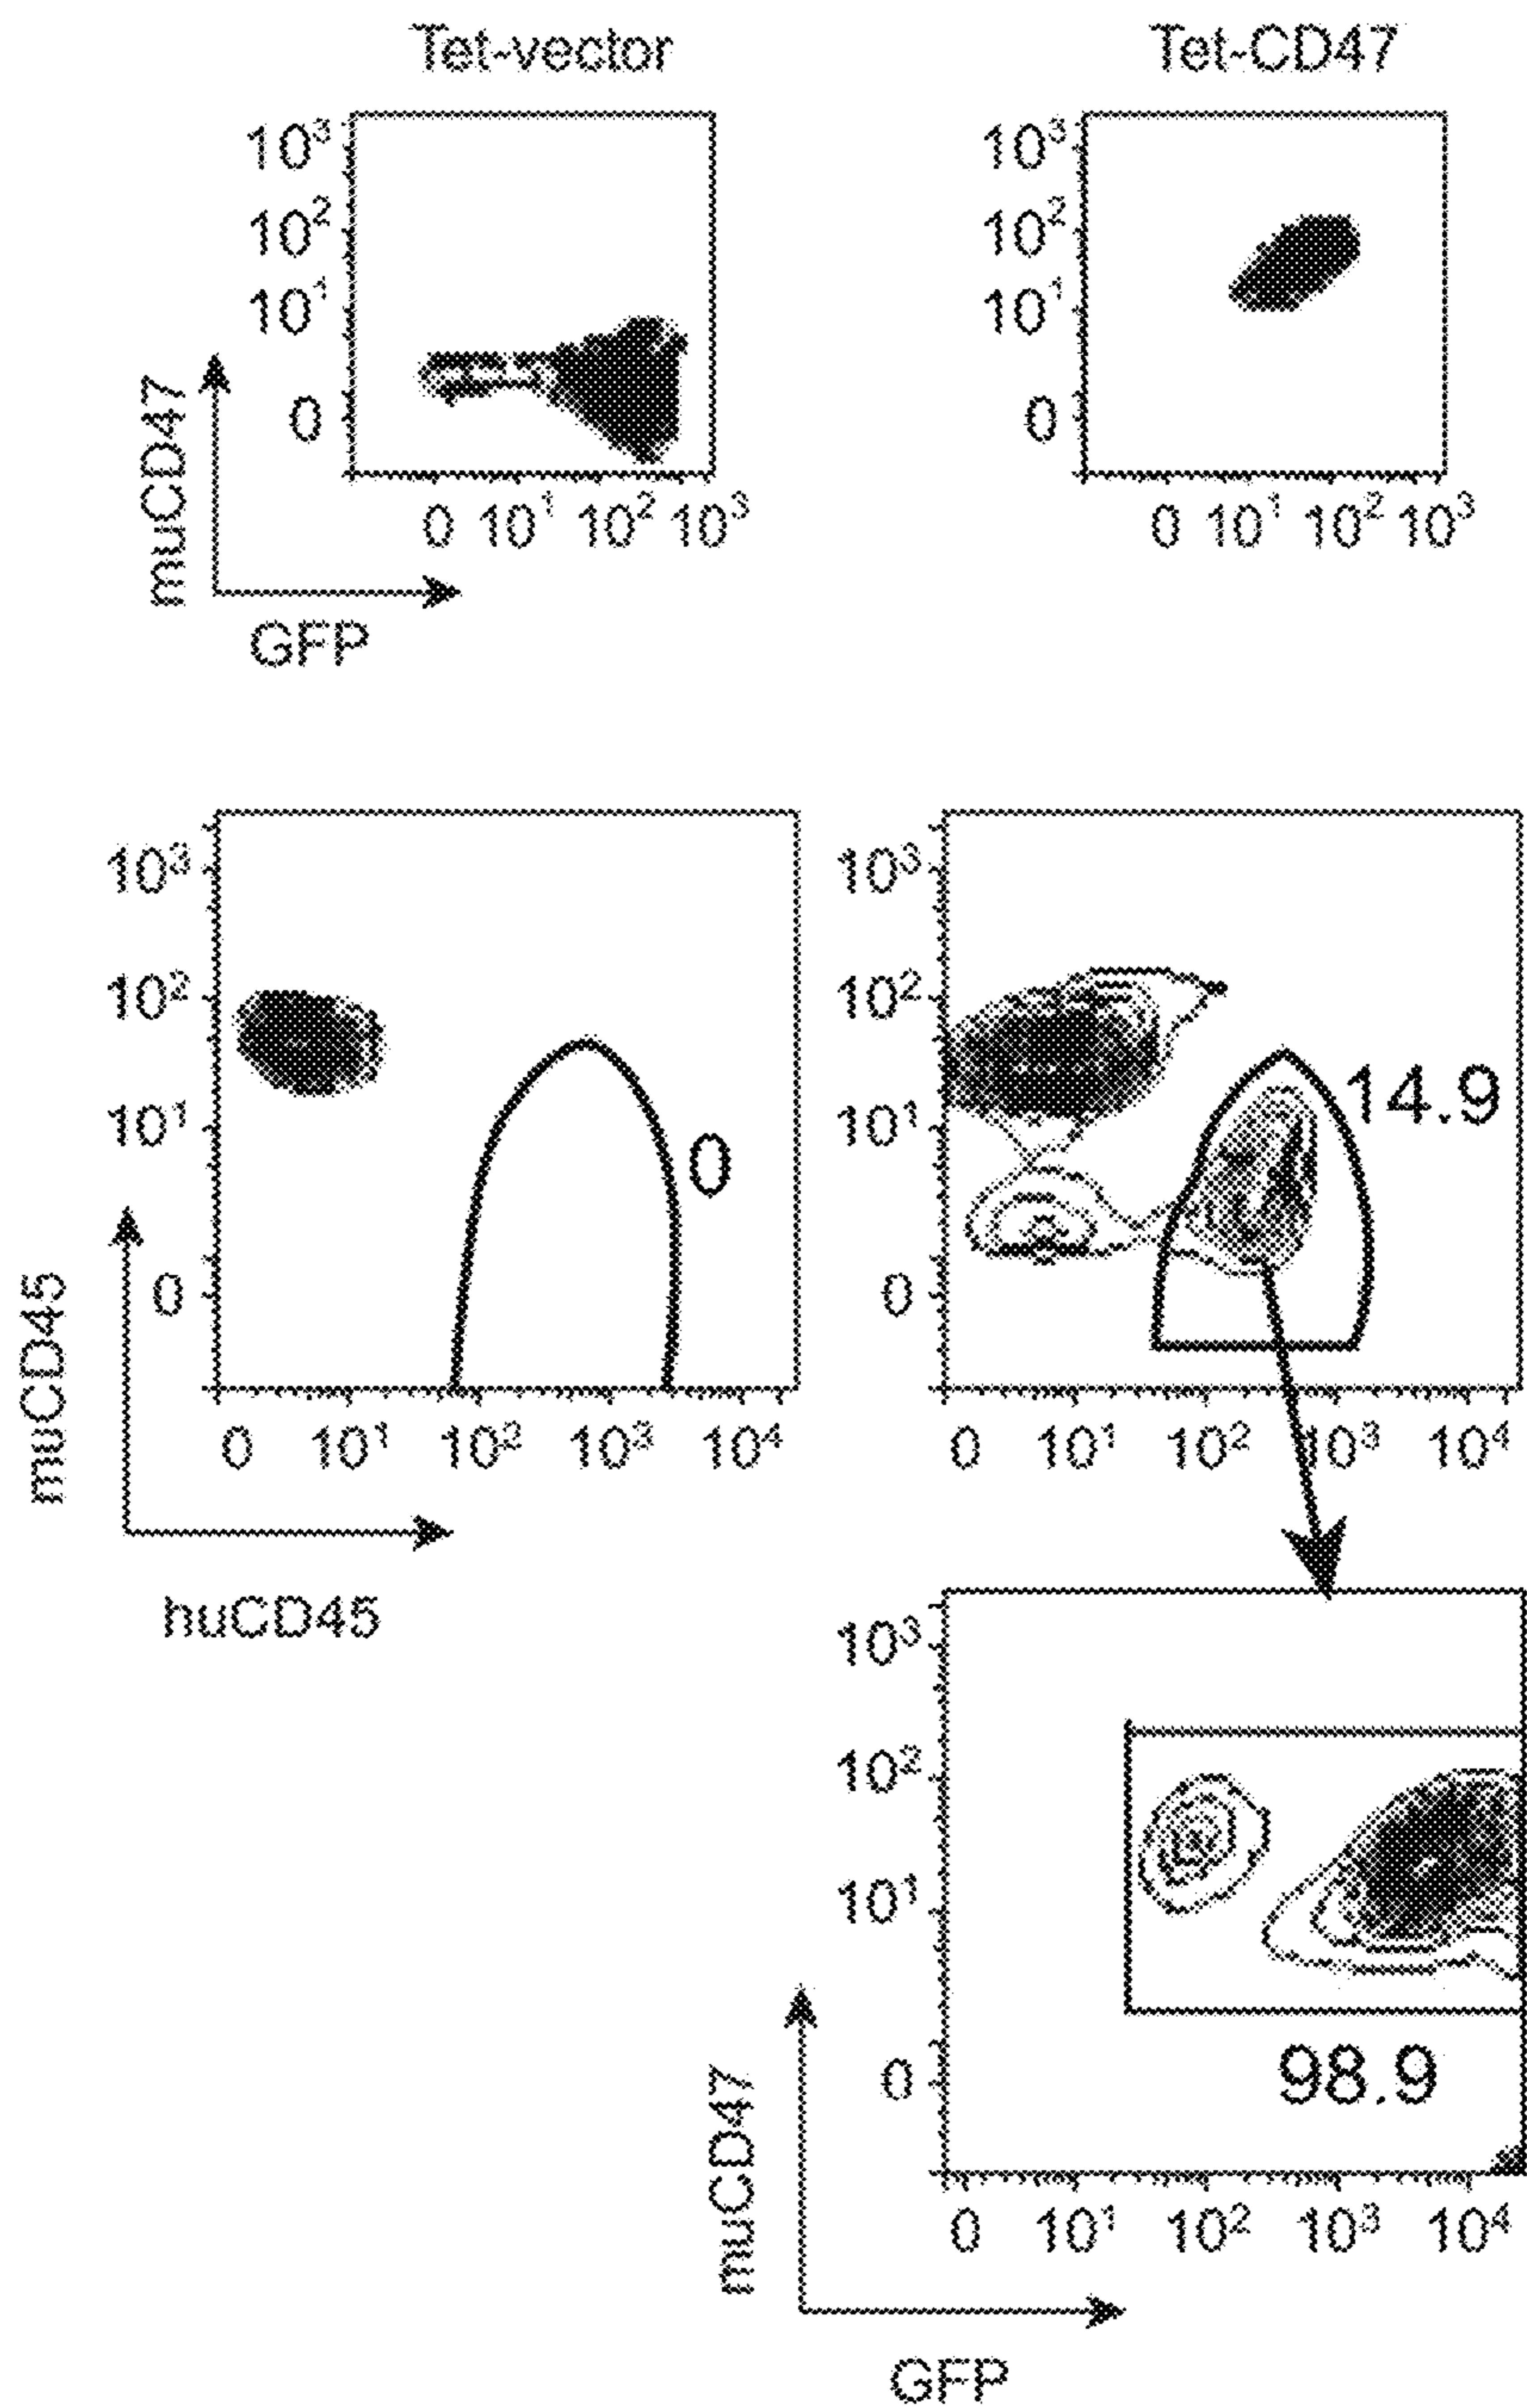 Tet-vector Tet-CD47
10³ 10³
10² 10²
10¹ 10¹
0 0
muCD47
0 10¹ 10² 10³ 0 10¹ 10² 10³
GFP
10³ 10³
10² 10²
14.9
10¹ 10¹
0
0 0
muCD45
0 10¹ 10² 10³ 10⁴ 0 10¹ 10² 10³ 10⁴
huCD45
10³
10²
10¹
98.9
0
muCD47
0 10¹ 10² 10³ 10⁴
GFP